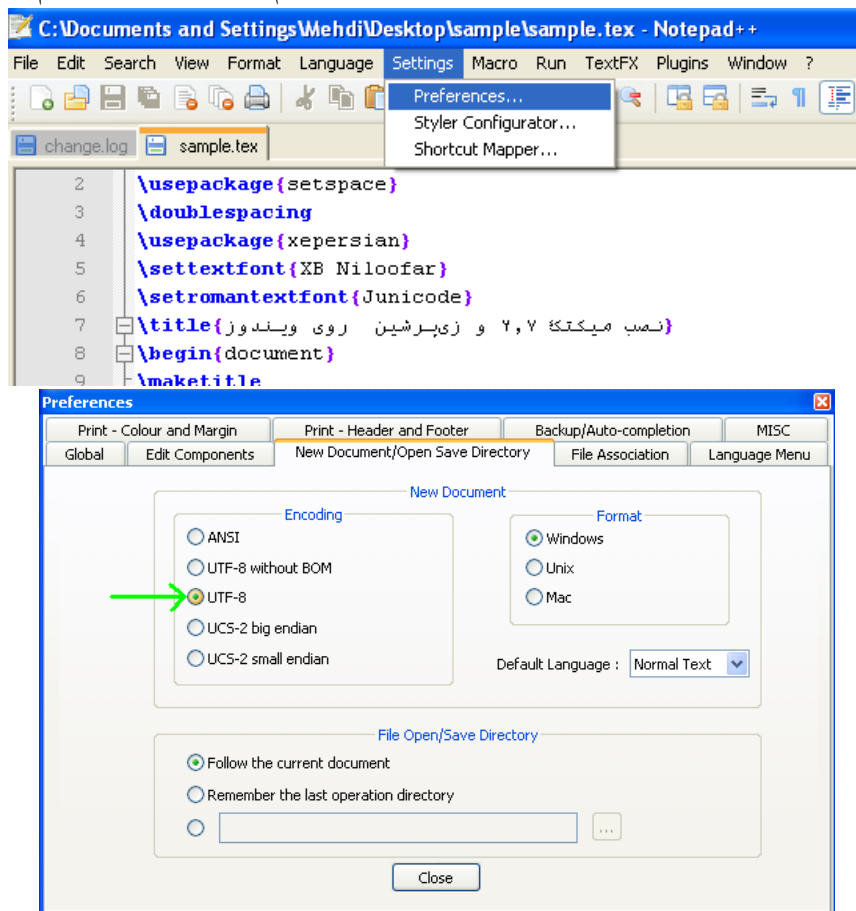 C:\Documents and Settings\Mehdi\Desktop\sample\sample.tex - Notepad++
File Edit Search View Format Language Settings Macro Run TextFX Plugins Window ?
Preferences...
Styler Configurator...
Shortcut Mapper...
change.log sample.tex
2 \usepackage{setspace}
3 \doublespacing
4 \usepackage{xepersian}
5 \settextfont{XB Niloofar}
6 \setromantextfont{Junicode}
7 \title{نصب میکتک ۲,۷ و زی‌پرشین روی ویندوز}
8 \begin{document}
9 \maketitle
Preferences
Print - Colour and Margin Print - Header and Footer Backup/Auto-completion MISC
Global Edit Components New Document/Open Save Directory File Association Language Menu
New Document
Encoding Format
ANSI Windows
UTF-8 without BOM Unix
UTF-8 Mac
UCS-2 big endian
UCS-2 small endian Default Language : Normal Text
File Open/Save Directory
Follow the current document
Remember the last operation directory
...
Close